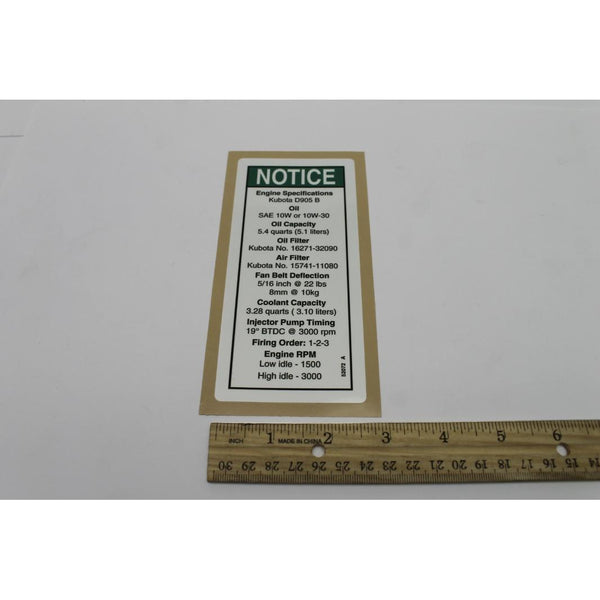 NOTICE
Engine Specifications
Kubota D905 B
Oil
SAE 10W or 10W-30
Oil Capacity
5.4 quarts (5.1 liters)
Oil Filter
Kubota No. 16271-32090
Air Filter
Kubota No. 15741-11080
Fan Belt Deflection
5/16 inch @ 22 lbs
8mm @ 10kg
Coolant Capacity
3.28 quarts ( 3.10 liters)
Injector Pump Timing
19° BTDC @ 3000 rpm
Firing Order: 1-2-3
Engine RPM
Low idle - 1500
High idle - 3000
52072 A
INCH 1 MADE IN CHINA 2 3 4 5 6
30 29 28 27 26 25 24 23 22 21 20 19 18 17 16 15 14